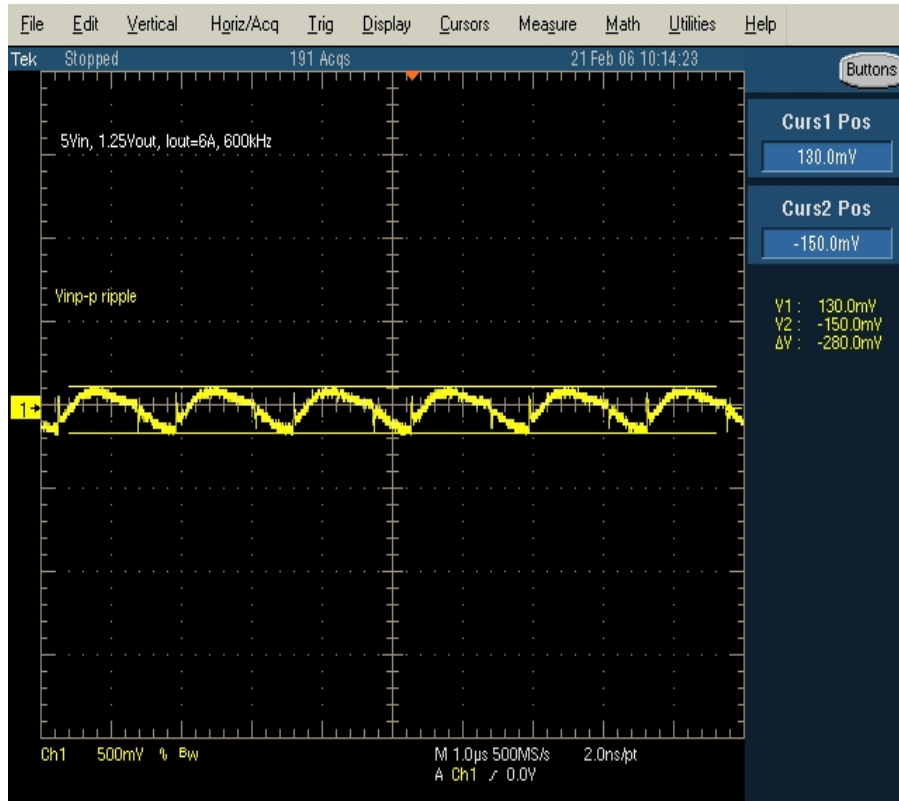 File Edit Vertical Horiz/Acq Trig Display Cursors Measure Math Utilities Help
Tek Stopped 191 Acqs 21 Feb 06 10:14:23
Buttons
Curs1 Pos
130.0mV
Curs2 Pos
-150.0mV
V1 : 130.0mV
V2 : -150.0mV
ΔV : -280.0mV
5Vin, 1.25Vout, Iout=6A, 600kHz
Vinp-p ripple
1
Ch1 500mV Bw M 1.0µs 500MS/s 2.0ns/pt
A Ch1 0.0V